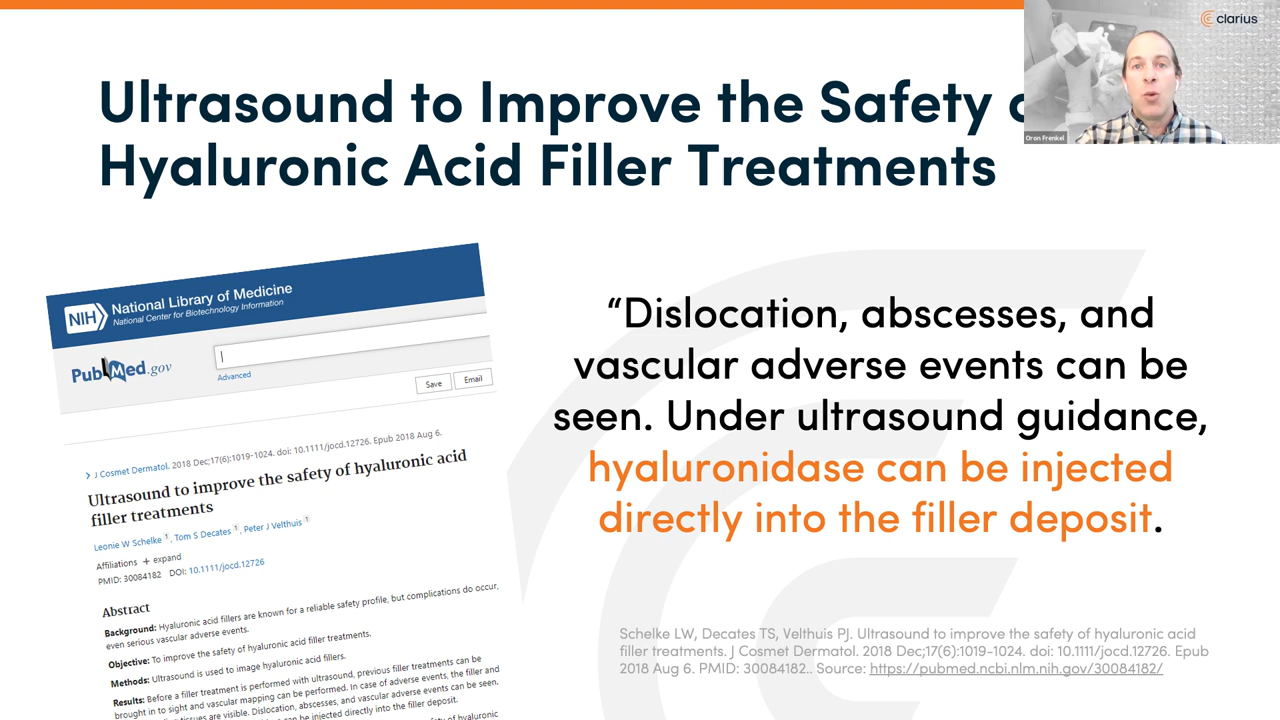 clarius
Oron Frenkel
Ultrasound to Improve the Safety
Hyaluronic Acid Filler Treatments
NIH National Library of Medicine
National Center for Biotechnology Information
PubMed.gov
Advanced
Save Email
J Cosmet Dermatol. 2018 Dec;17(6):1019-1024. doi: 10.1111/jocd.12726. Epub 2018 Aug 6.
Ultrasound to improve the safety of hyaluronic acid
filler treatments
Leonie W Schelke 1, Tom S Decates 1, Peter J Velthuis 1
Affiliations + expand
PMID: 30084182 DOI: 10.1111/jocd.12726
Abstract
Background: Hyaluronic acid fillers are known for a reliable safety profile, but complications do occur,
even serious vascular adverse events.
Objective: To improve the safety of hyaluronic acid filler treatments.
Methods: Ultrasound is used to image hyaluronic acid fillers.
Results: Before a filler treatment is performed with ultrasound, previous filler treatments can be
brought in to sight and vascular mapping can be performed. In case of adverse events, the filler and
tissues are visible. Dislocation, abscesses, and vascular adverse events can be seen.
can be injected directly into the filler deposit.
safety of hyaluronic
“Dislocation, abscesses, and
vascular adverse events can be
seen. Under ultrasound guidance,
hyaluronidase can be injected
directly into the filler deposit.
Schelke LW, Decates TS, Velthuis PJ. Ultrasound to improve the safety of hyaluronic acid
filler treatments. J Cosmet Dermatol. 2018 Dec;17(6):1019-1024. doi: 10.1111/jocd.12726. Epub
2018 Aug 6. PMID: 30084182.. Source: https://pubmed.ncbi.nlm.nih.gov/30084182/